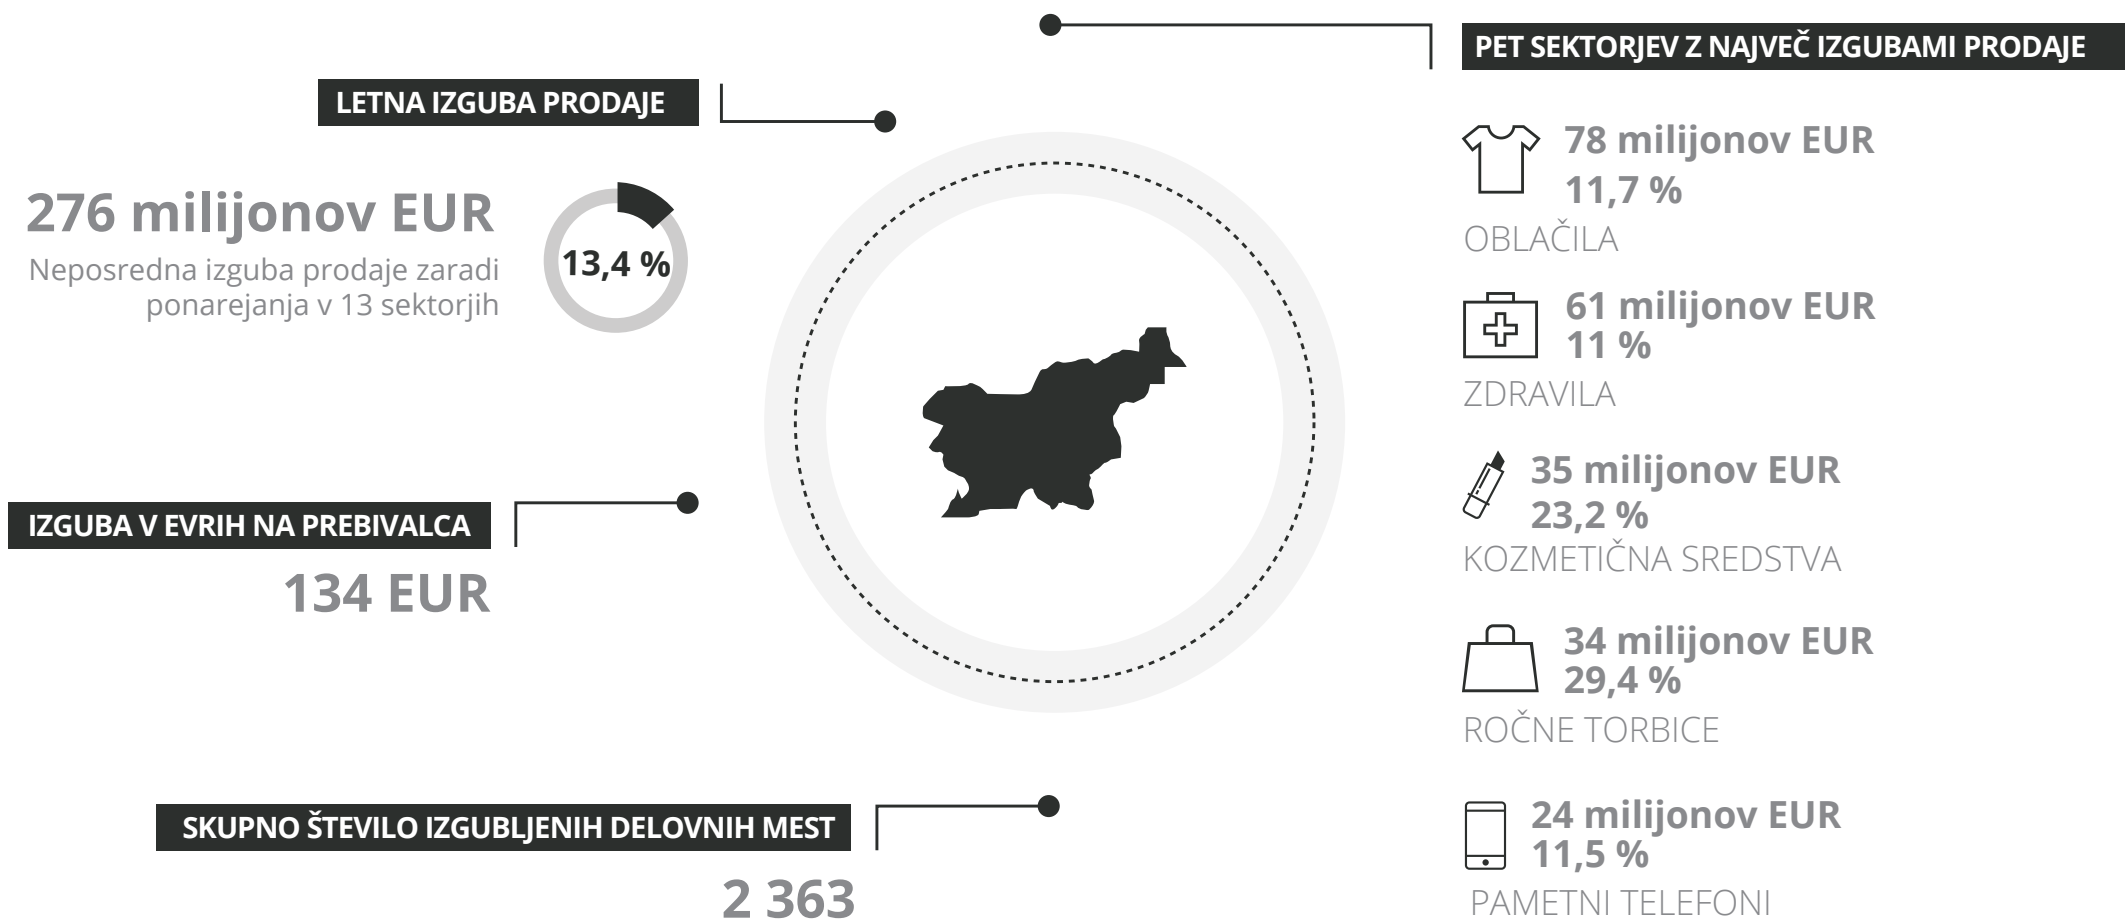 LETNA IZGUBA PRODAJE
276 milijonov EUR
Neposredna izguba prodaje zaradi
ponarejanja v 13 sektorjih
13,4 %
IZGUBA V EVRIH NA PREBIVALCA
134 EUR
SKUPNO ŠTEVILO IZGUBLJENIH DELOVNIH MEST
2 363
PET SEKTORJEV Z NAJVEČ IZGUBAMI PRODAJE
78 milijonov EUR
11,7 %
OBLAČILA
61 milijonov EUR
11 %
ZDRAVILA
35 milijonov EUR
23,2 %
KOZMETIČNA SREDSTVA
34 milijonov EUR
29,4 %
ROČNE TORBICE
24 milijonov EUR
11,5 %
PAMETNI TELEFONI